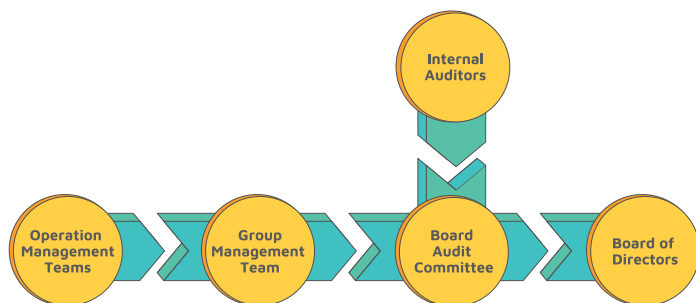 Internal
Auditors
Operation
Management
Teams
Group
Management
Team
Board
Audit
Committee
Board of
Directors